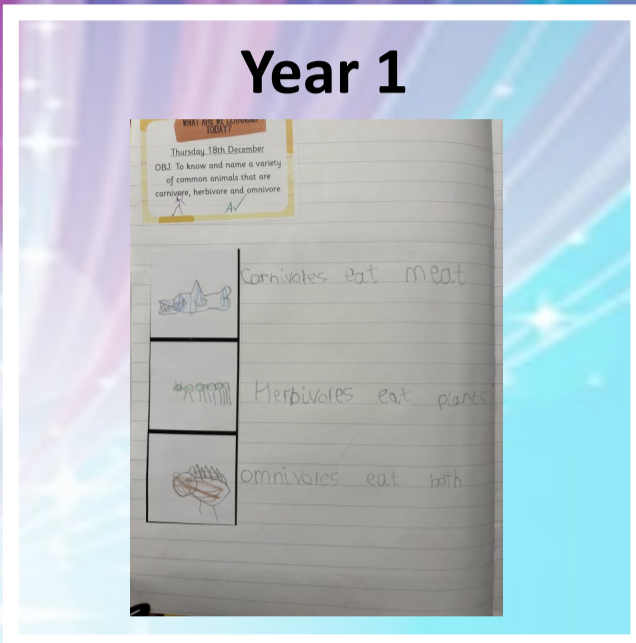 Year 1
WHAT ARE WE LEARNING
TODAY?
Thursday 18th December
OBJ. To know and name a variety
of common animals that are
carnivore, herbivore and omnivore
A✓
Carnivores eat meat
Herbivores eat plants
omnivores eat both